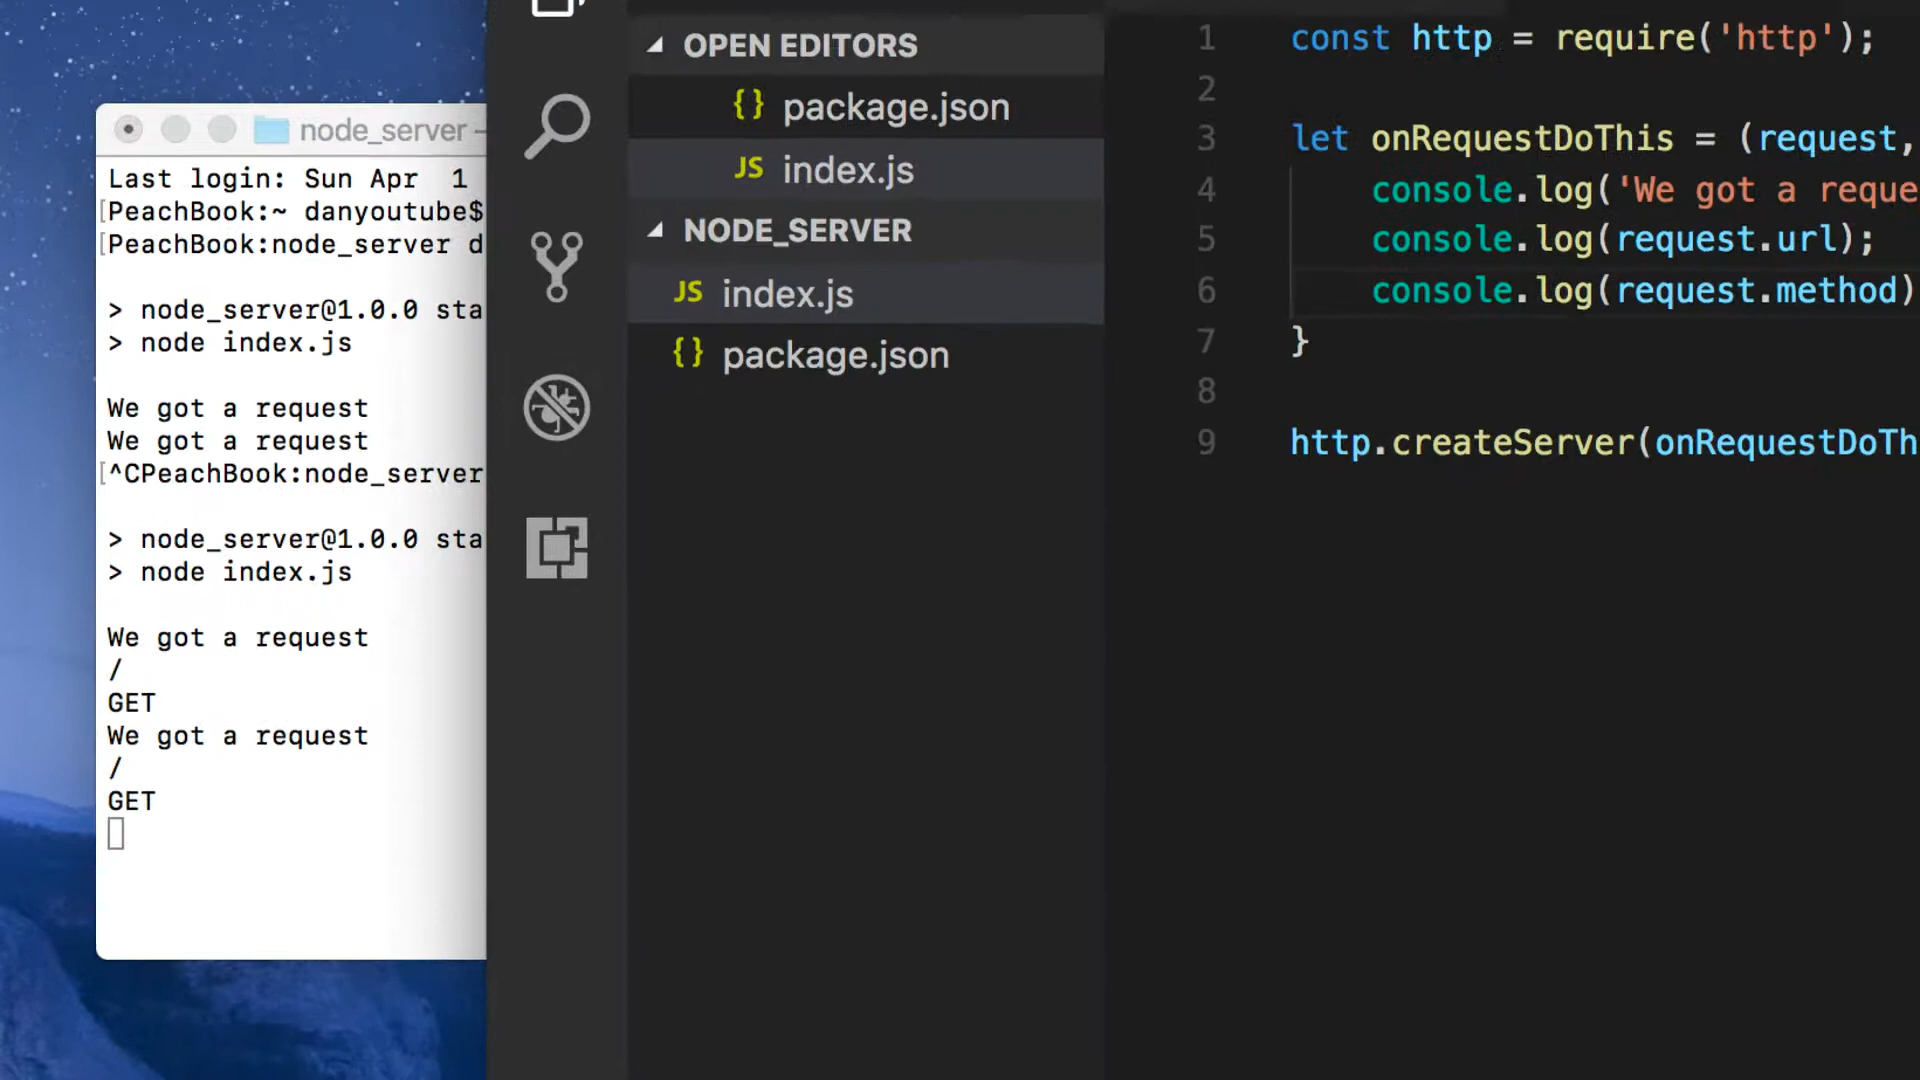 node_server —
Last login: Sun Apr 1
[PeachBook:~ danyoutube$
[PeachBook:node_server d
> node_server@1.0.0 sta
> node index.js
We got a request
We got a request
[^CPeachBook:node_server
> node_server@1.0.0 sta
> node index.js
We got a request
/
GET
We got a request
/
GET
OPEN EDITORS
{} package.json
JS index.js
NODE_SERVER
JS index.js
{} package.json
1 const http = require('http');
2
3 let onRequestDoThis = (request,
4 console.log('We got a reque
5 console.log(request.url);
6 console.log(request.method)
7 }
8
9 http.createServer(onRequestDoTh